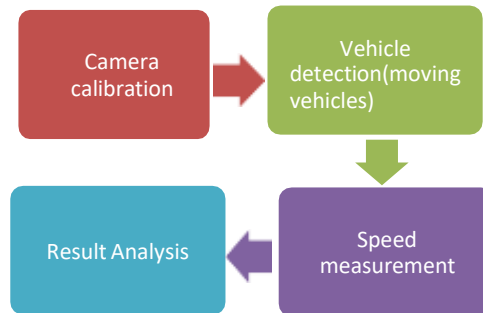 Camera
calibration
Vehicle
detection(moving
vehicles)
Speed
measurement
Result Analysis